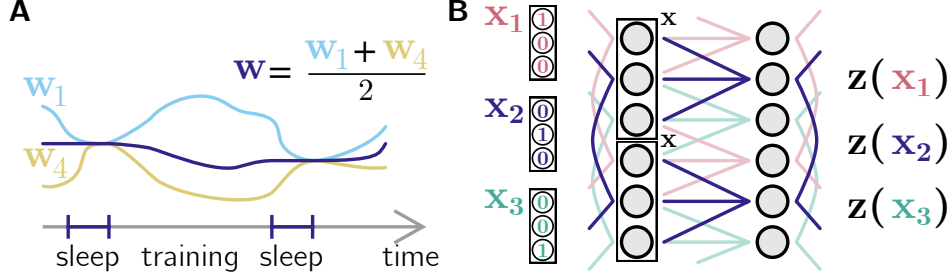 A
w₁
w₄
w = (w₁ + w₄) / 2
sleep training sleep time
B
x₁ 1 0 0
x₂ 0 1 0
x₃ 0 0 1
x
x
z( x₁ )
z( x₂ )
z( x₃ )